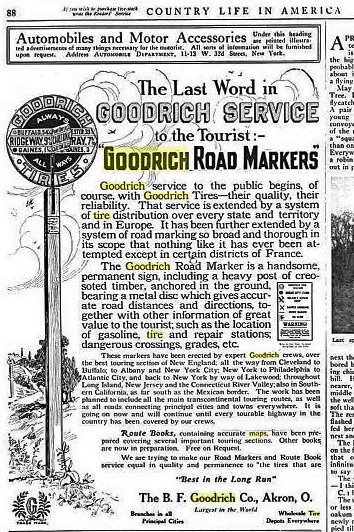 88
If you wish to purchase live-stock
write the Readers' Service
COUNTRY LIFE IN AMERICA
Automobiles and Motor Accessories
Under this heading
are printed illustra-
ted advertisements of many things necessary for the motorist. All sorts of information will be furnished
upon request. Address AUTOMOBILE DEPARTMENT, 11-13 W. 32d Street, New York.
GOODRICH
ALWAYS
ALL WAYS
TIRES
The Last Word in
GOODRICH SERVICE
to the Tourist:-
"GOODRICH ROAD MARKERS"
Goodrich service to the public begins, of
course, with Goodrich Tires—their quality, their
reliability. That service is extended by a system
of tire distribution over every state and territory
and in Europe. It has been further extended by a
system of road marking so broad and thorough in
its scope that nothing like it has ever been at-
tempted except in certain districts of France.
The Goodrich Road Marker is a handsome,
permanent sign, including a heavy post of creo-
soted timber, anchored in the ground,
bearing a metal disc which gives accur-
ate road distances and directions, to-
gether with other information of great
value to the tourist; such as the location
of gasoline, tire and repair stations;
dangerous crossings, grades, etc.
WARNING!
These markers have been erected by expert Goodrich crews, over
the best touring section of New England; all the way from Cleveland to
Buffalo; to Albany and New York City; New York to Philadelphia to
Atlantic City, and back to New York by way of Lakewood; throughout
Long Island, New Jersey and the Connecticut River Valley; also in South-
ern California, as far south as the Mexican border. The work has been
planned to include all the main transcontinental touring routes, as well
as all roads connecting principal cities and towns everywhere. It is
going on now and will continue until every tourable highway in the
country has been covered by our crews.
Route Books, containing accurate maps, have been pre-
pared covering several important touring sections. Other books
are now in preparation. Free on Request.
We are trying to make our Road Markers and Route Book
service equal in quality and permanence to "the tires that are
"Best in the Long Run"
The B. F. Goodrich Co., Akron, O.
Largest in the World
Branches in all
Principal Cities
Wholesale Tire
Depots Everywhere